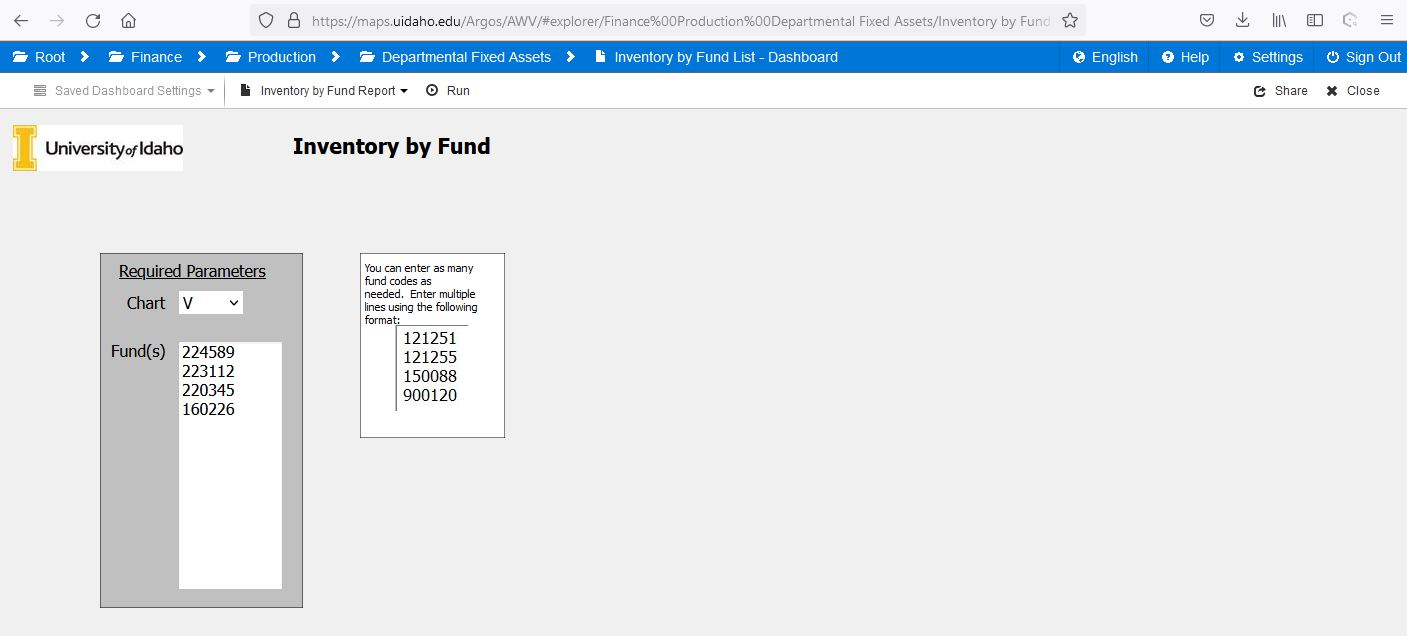 https://maps.uidaho.edu/Argos/AWV/#explorer/Finance%00Production%00Departmental Fixed Assets/Inventory by Fund
Root Finance Production Departmental Fixed Assets Inventory by Fund List - Dashboard English Help Settings Sign Out
Saved Dashboard Settings Inventory by Fund Report Run Share Close
University of Idaho
Inventory by Fund
Required Parameters
Chart V
Fund(s) 224589
223112
220345
160226
You can enter as many
fund codes as
needed. Enter multiple
lines using the following
format:
121251
121255
150088
900120